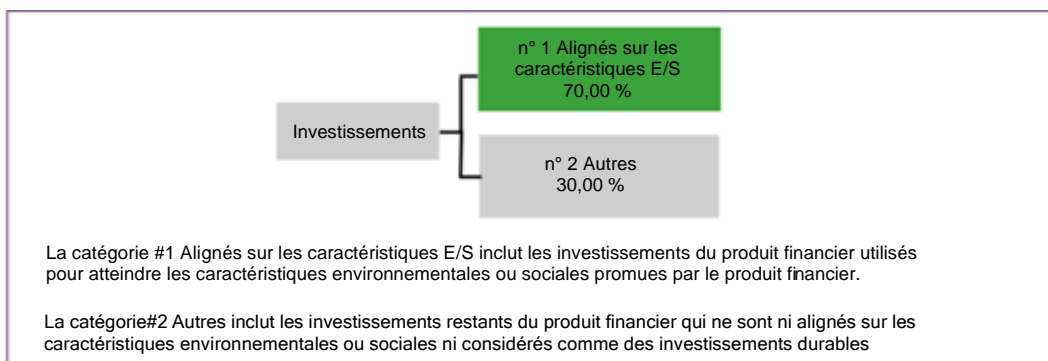 n° 1 Alignés sur les
caractéristiques E/S
70,00 %
Investissements
n° 2 Autres
30,00 %
La catégorie #1 Alignés sur les caractéristiques E/S inclut les investissements du produit financier utilisés
pour atteindre les caractéristiques environnementales ou sociales promues par le produit financier.
La catégorie#2 Autres inclut les investissements restants du produit financier qui ne sont ni alignés sur les
caractéristiques environnementales ou sociales ni considérés comme des investissements durables